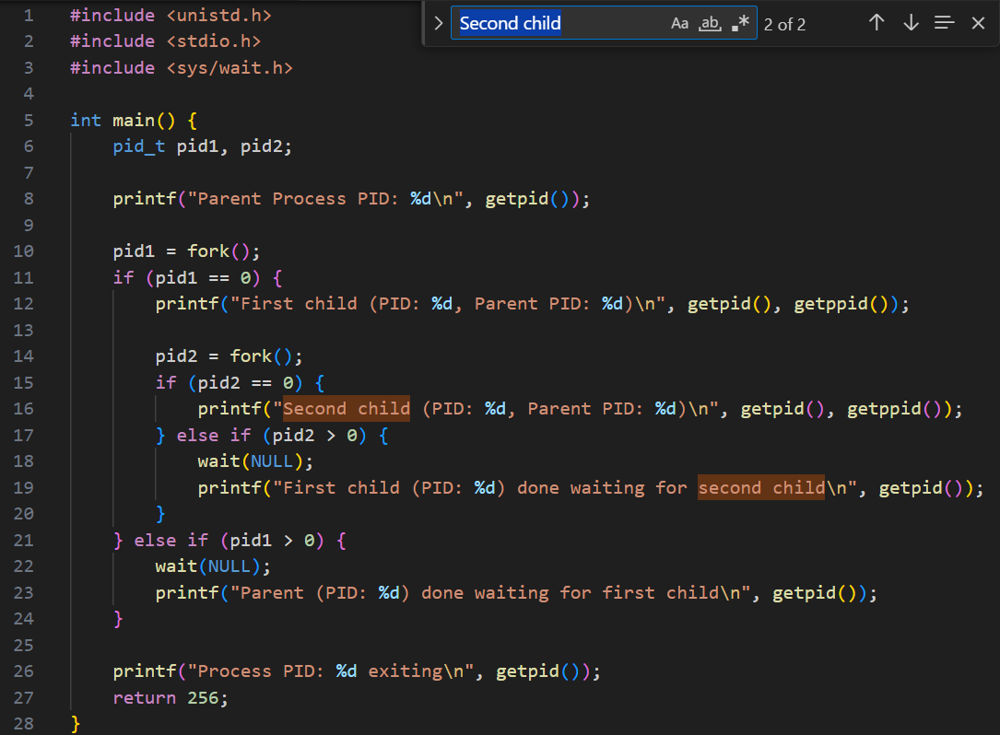 Second child Aa ab .* 2 of 2
1 #include <unistd.h>
2 #include <stdio.h>
3 #include <sys/wait.h>
4
5 int main() {
6     pid_t pid1, pid2;
7
8     printf("Parent Process PID: %d\n", getpid());
9
10     pid1 = fork();
11     if (pid1 == 0) {
12         printf("First child (PID: %d, Parent PID: %d)\n", getpid(), getppid());
13
14         pid2 = fork();
15         if (pid2 == 0) {
16             printf("Second child (PID: %d, Parent PID: %d)\n", getpid(), getppid());
17         } else if (pid2 > 0) {
18             wait(NULL);
19             printf("First child (PID: %d) done waiting for second child\n", getpid());
20         }
21     } else if (pid1 > 0) {
22         wait(NULL);
23         printf("Parent (PID: %d) done waiting for first child\n", getpid());
24     }
25
26     printf("Process PID: %d exiting\n", getpid());
27     return 256;
28 }